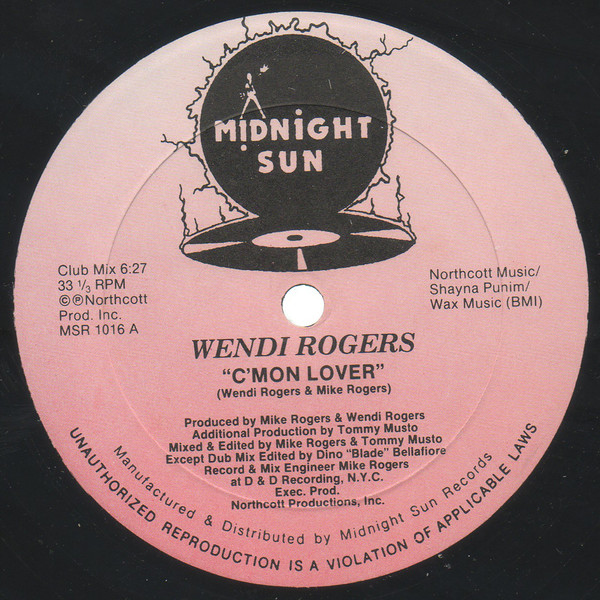 MIDNIGHT
SUN
Club Mix 6:27
33 ⅓ RPM
©℗Northcott
Prod. Inc.
MSR 1016 A
Northcott Music/
Shayna Punim/
Wax Music (BMI)
WENDI ROGERS
"C'MON LOVER"
(Wendi Rogers & Mike Rogers)
Produced by Mike Rogers & Wendi Rogers
Additional Production by Tommy Musto
Mixed & Edited by Mike Rogers & Tommy Musto
Except Dub Mix Edited by Dino "Blade" Bellafiore
Record & Mix Engineer Mike Rogers
at D & D Recording, N.Y.C.
Exec. Prod.
Northcott Productions, Inc.
Manufactured & Distributed by Midnight Sun Records
UNAUTHORIZED REPRODUCTION IS A VIOLATION OF APPLICABLE LAWS